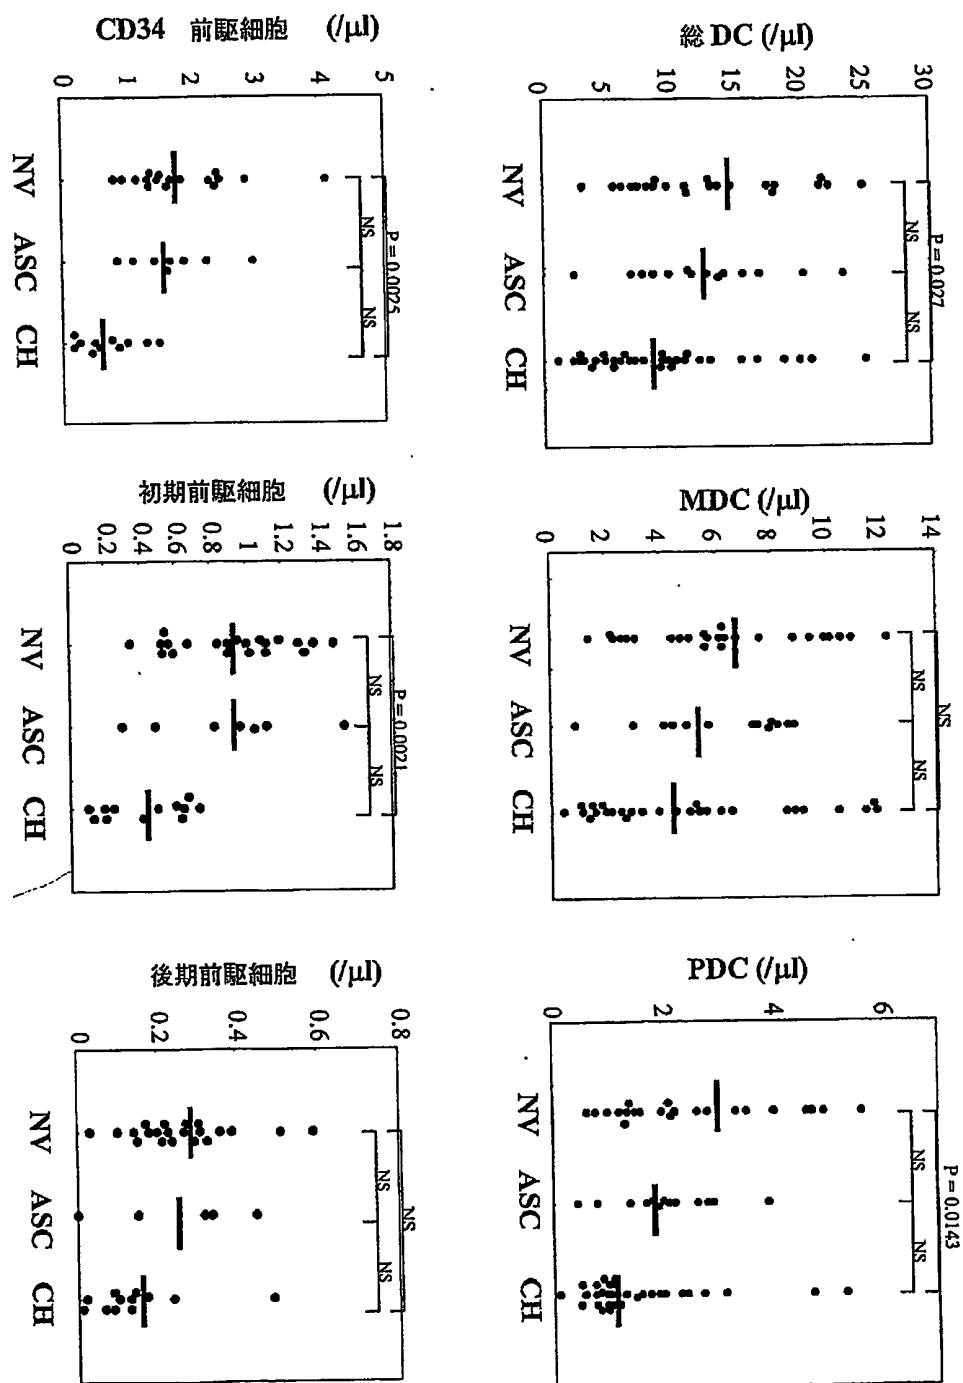 総 DC (/μl)
30
25
20
15
10
5
0
P = 0.027
NS
NS
NV
ASC
CH
MDC (/μl)
14
12
10
8
6
4
2
0
NS
NS
NS
NV
ASC
CH
PDC (/μl)
6
4
2
0
P = 0.0143
NS
NS
NV
ASC
CH
CD34 前駆細胞 (/μl)
5
4
3
2
1
0
P = 0.0025
NS
NS
NV
ASC
CH
初期前駆細胞 (/μl)
1.8
1.6
1.4
1.2
1
0.8
0.6
0.4
0.2
0
P = 0.0021
NS
NS
NV
ASC
CH
後期前駆細胞 (/μl)
0.8
0.6
0.4
0.2
0
NS
NS
NS
NV
ASC
CH